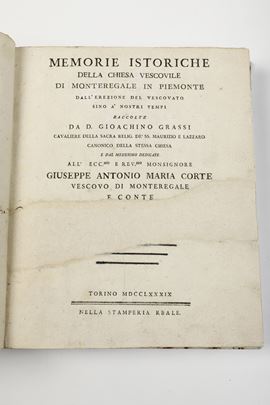 MEMORIE ISTORICHE
DELLA CHIESA VESCOVILE
DI MONTEREGALE IN PIEMONTE
DALL'EREZIONE DEL VESCOVATO
SINO A' NOSTRI TEMPI
RACCOLTE
DA D. GIOACHINO GRASSI
CAVALIERE DELLA SACRA RELIG. DE' SS. MAURIZIO E LAZZARO
CANONICO DELLA STESSA CHIESA
E DAL MEDESIMO DEDICATE
ALL' ECC.MO E REV.MO MONSIGNORE
GIUSEPPE ANTONIO MARIA CORTE
VESCOVO DI MONTEREGALE
E CONTE
TORINO MDCCLXXXIX
NELLA STAMPERIA REALE.